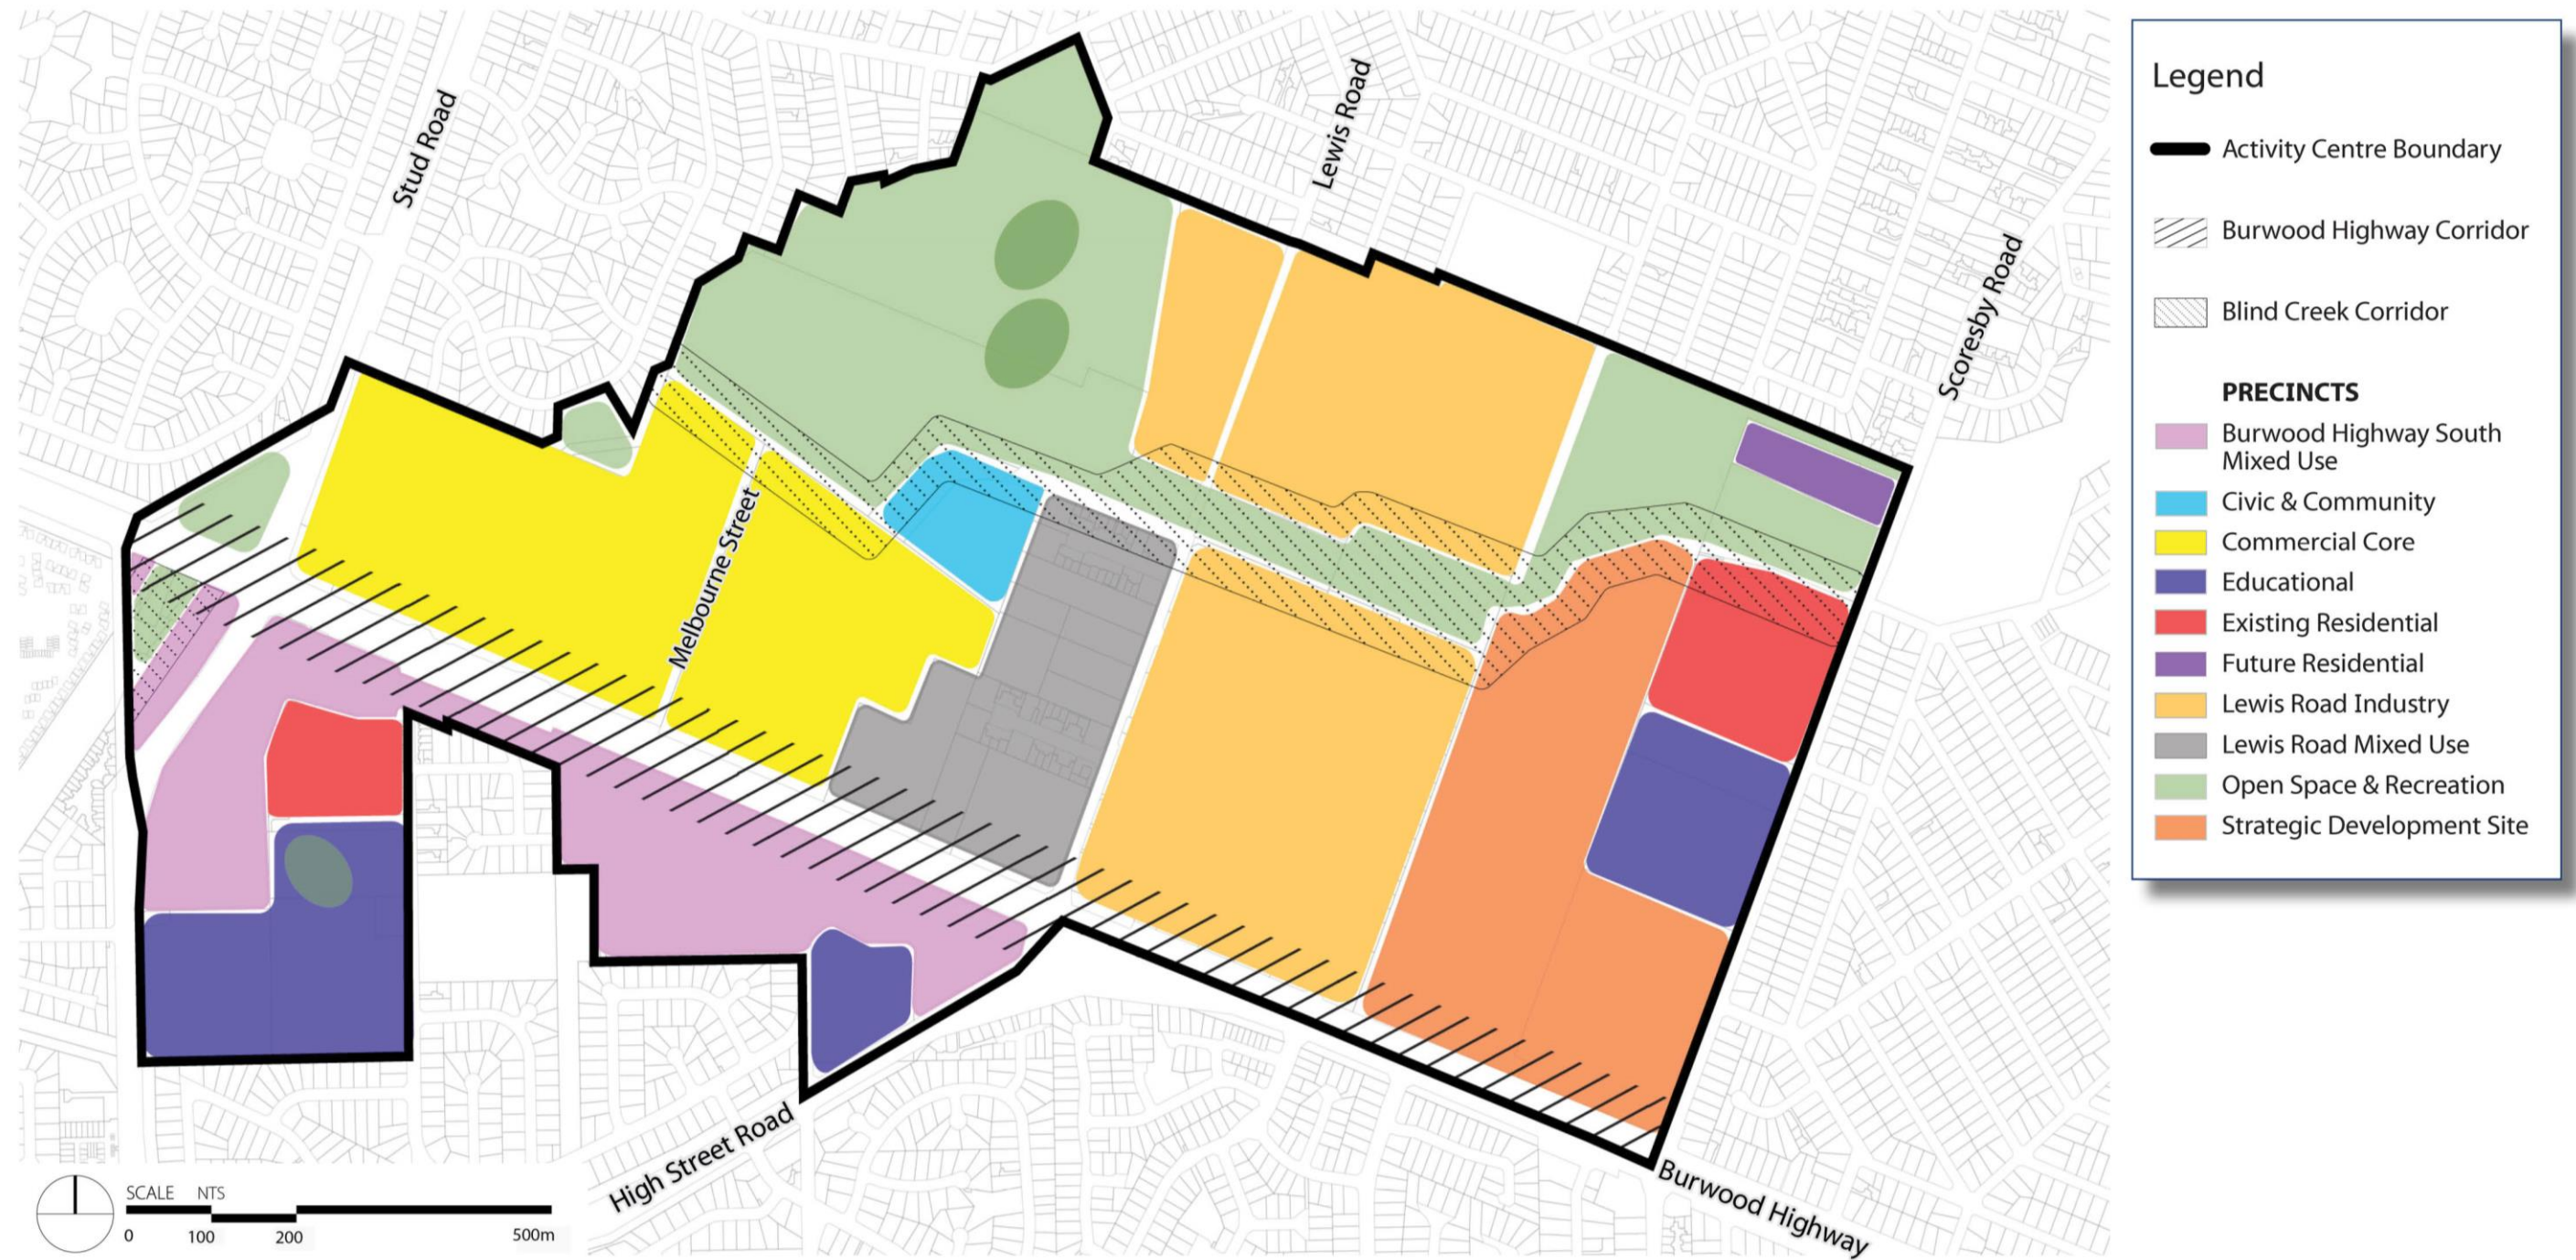 Stud Road
Lewis Road
Scoresby Road
Melbourne Street
High Street Road
Burwood Highway
SCALE NTS
0 100 200 500m
Legend
Activity Centre Boundary
Burwood Highway Corridor
Blind Creek Corridor
PRECINCTS
Burwood Highway South
Mixed Use
Civic & Community
Commercial Core
Educational
Existing Residential
Future Residential
Lewis Road Industry
Lewis Road Mixed Use
Open Space & Recreation
Strategic Development Site